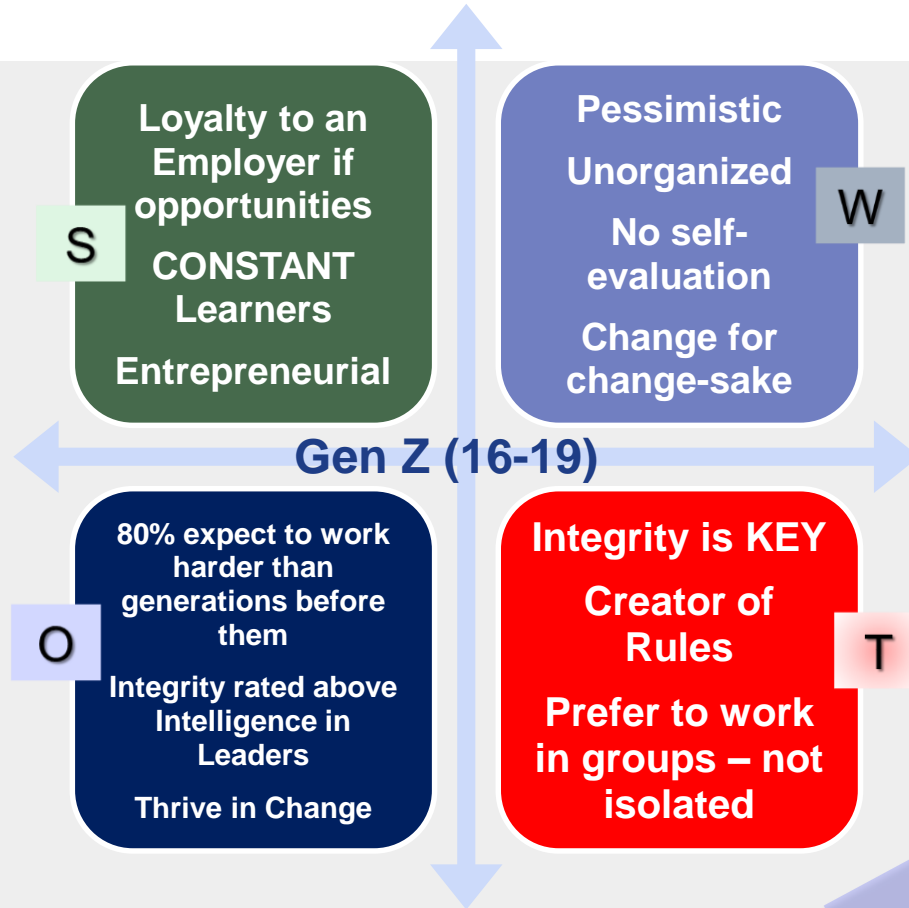 Loyalty to an
Employer if
opportunities
CONSTANT
Learners
Entrepreneurial
S
Pessimistic
Unorganized
No self-
evaluation
Change for
change-sake
W
Gen Z (16-19)
80% expect to work
harder than
generations before
them
Integrity rated above
Intelligence in
Leaders
Thrive in Change
O
Integrity is KEY
Creator of
Rules
Prefer to work
in groups – not
isolated
T